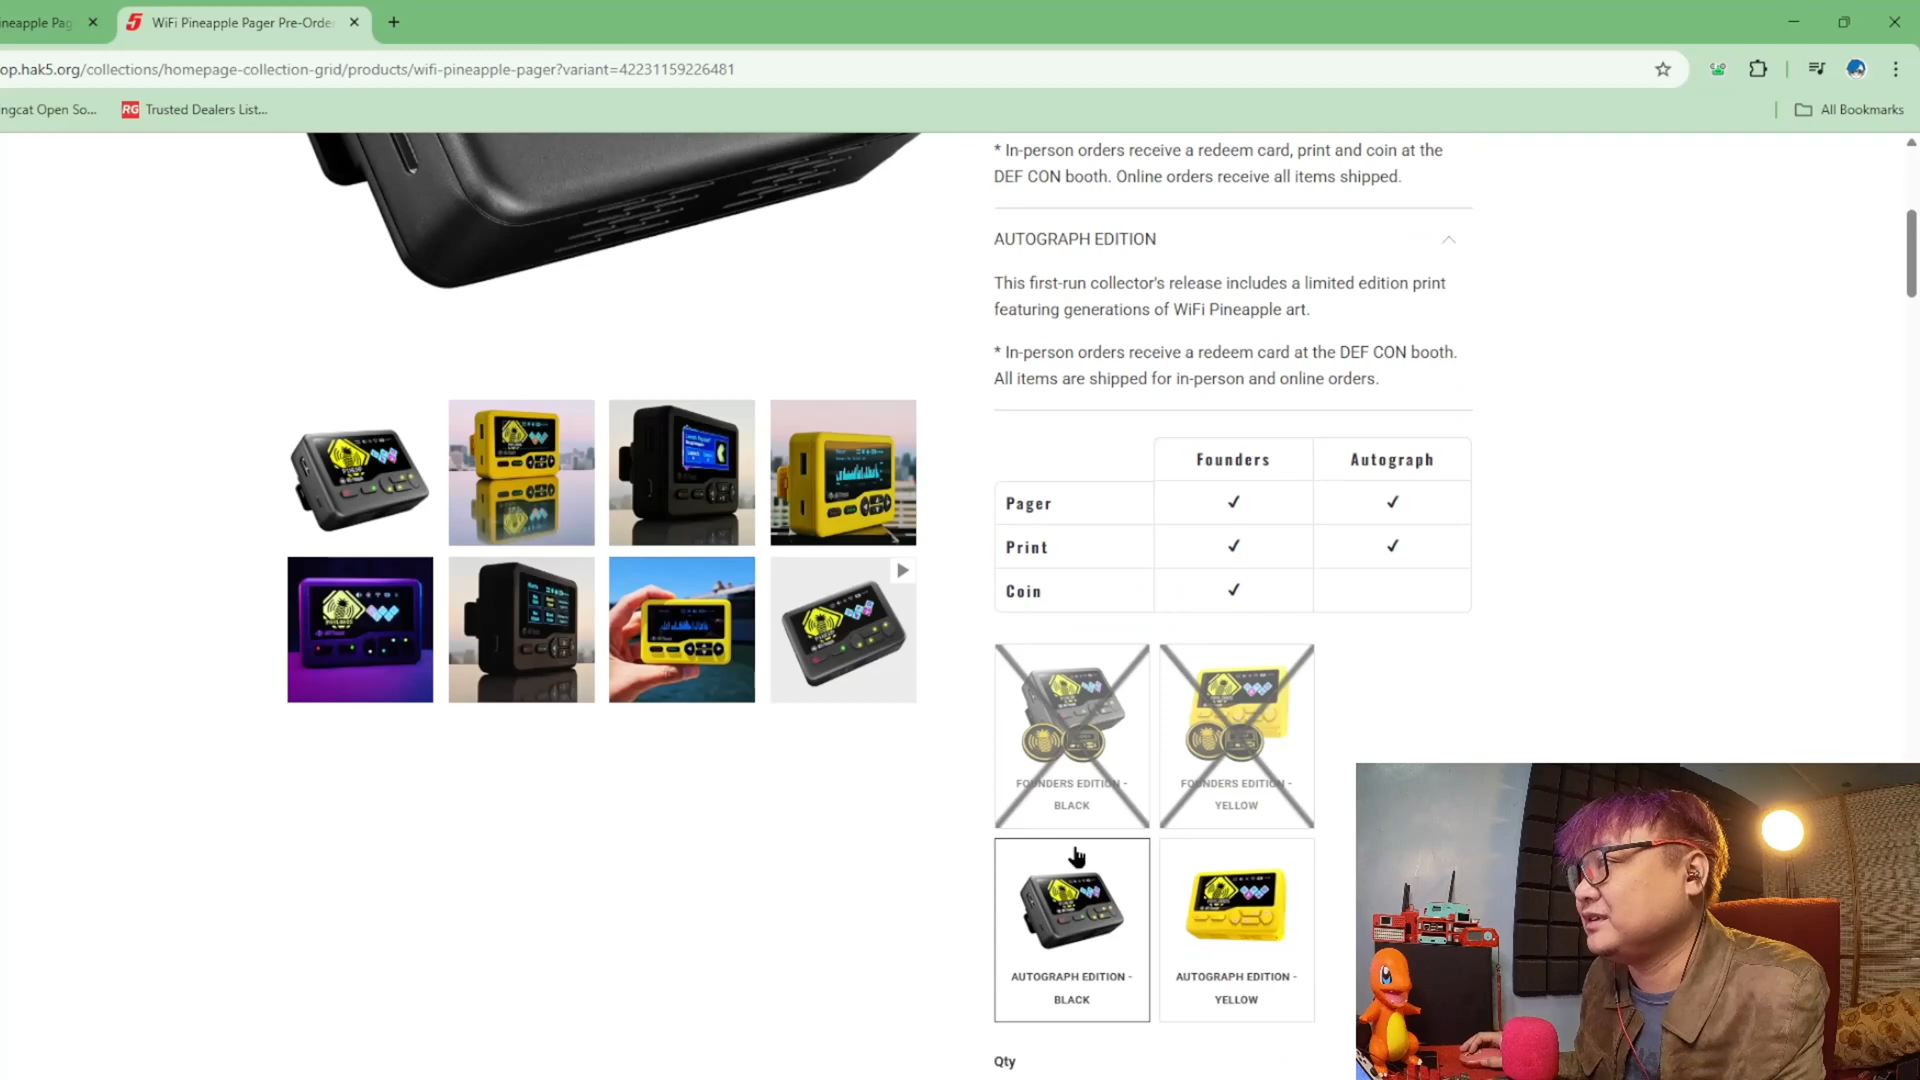 ineapple Pag
WiFi Pineapple Pager Pre-Orde
op.hak5.org/collections/homepage-collection-grid/products/wifi-pineapple-pager?variant=42231159226481
ngcat Open So...
RG Trusted Dealers List...
All Bookmarks
* In-person orders receive a redeem card, print and coin at the
DEF CON booth. Online orders receive all items shipped.
AUTOGRAPH EDITION
This first-run collector's release includes a limited edition print
featuring generations of WiFi Pineapple art.
* In-person orders receive a redeem card at the DEF CON booth.
All items are shipped for in-person and online orders.
Founders Autograph
Pager ✓ ✓
Print ✓ ✓
Coin ✓
FOUNDERS EDITION -
BLACK
FOUNDERS EDITION -
YELLOW
AUTOGRAPH EDITION -
BLACK
AUTOGRAPH EDITION -
YELLOW
Qty